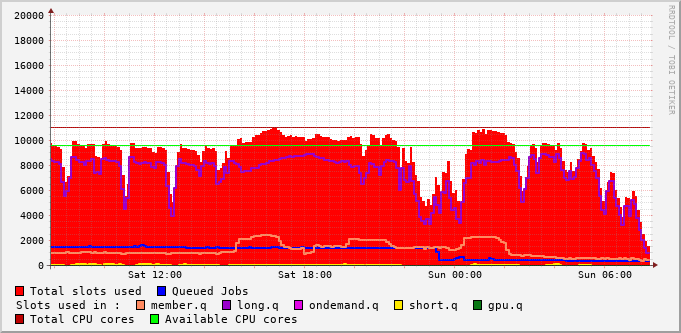 20000
18000
16000
14000
12000
10000
8000
6000
4000
2000
0
Sat 12:00 Sat 18:00 Sun 00:00 Sun 06:00
RRDTOOL / TOBI OETIKER
Total slots used Queued Jobs
Slots used in : member.q long.q ondemand.q short.q gpu.q
Total CPU cores Available CPU cores